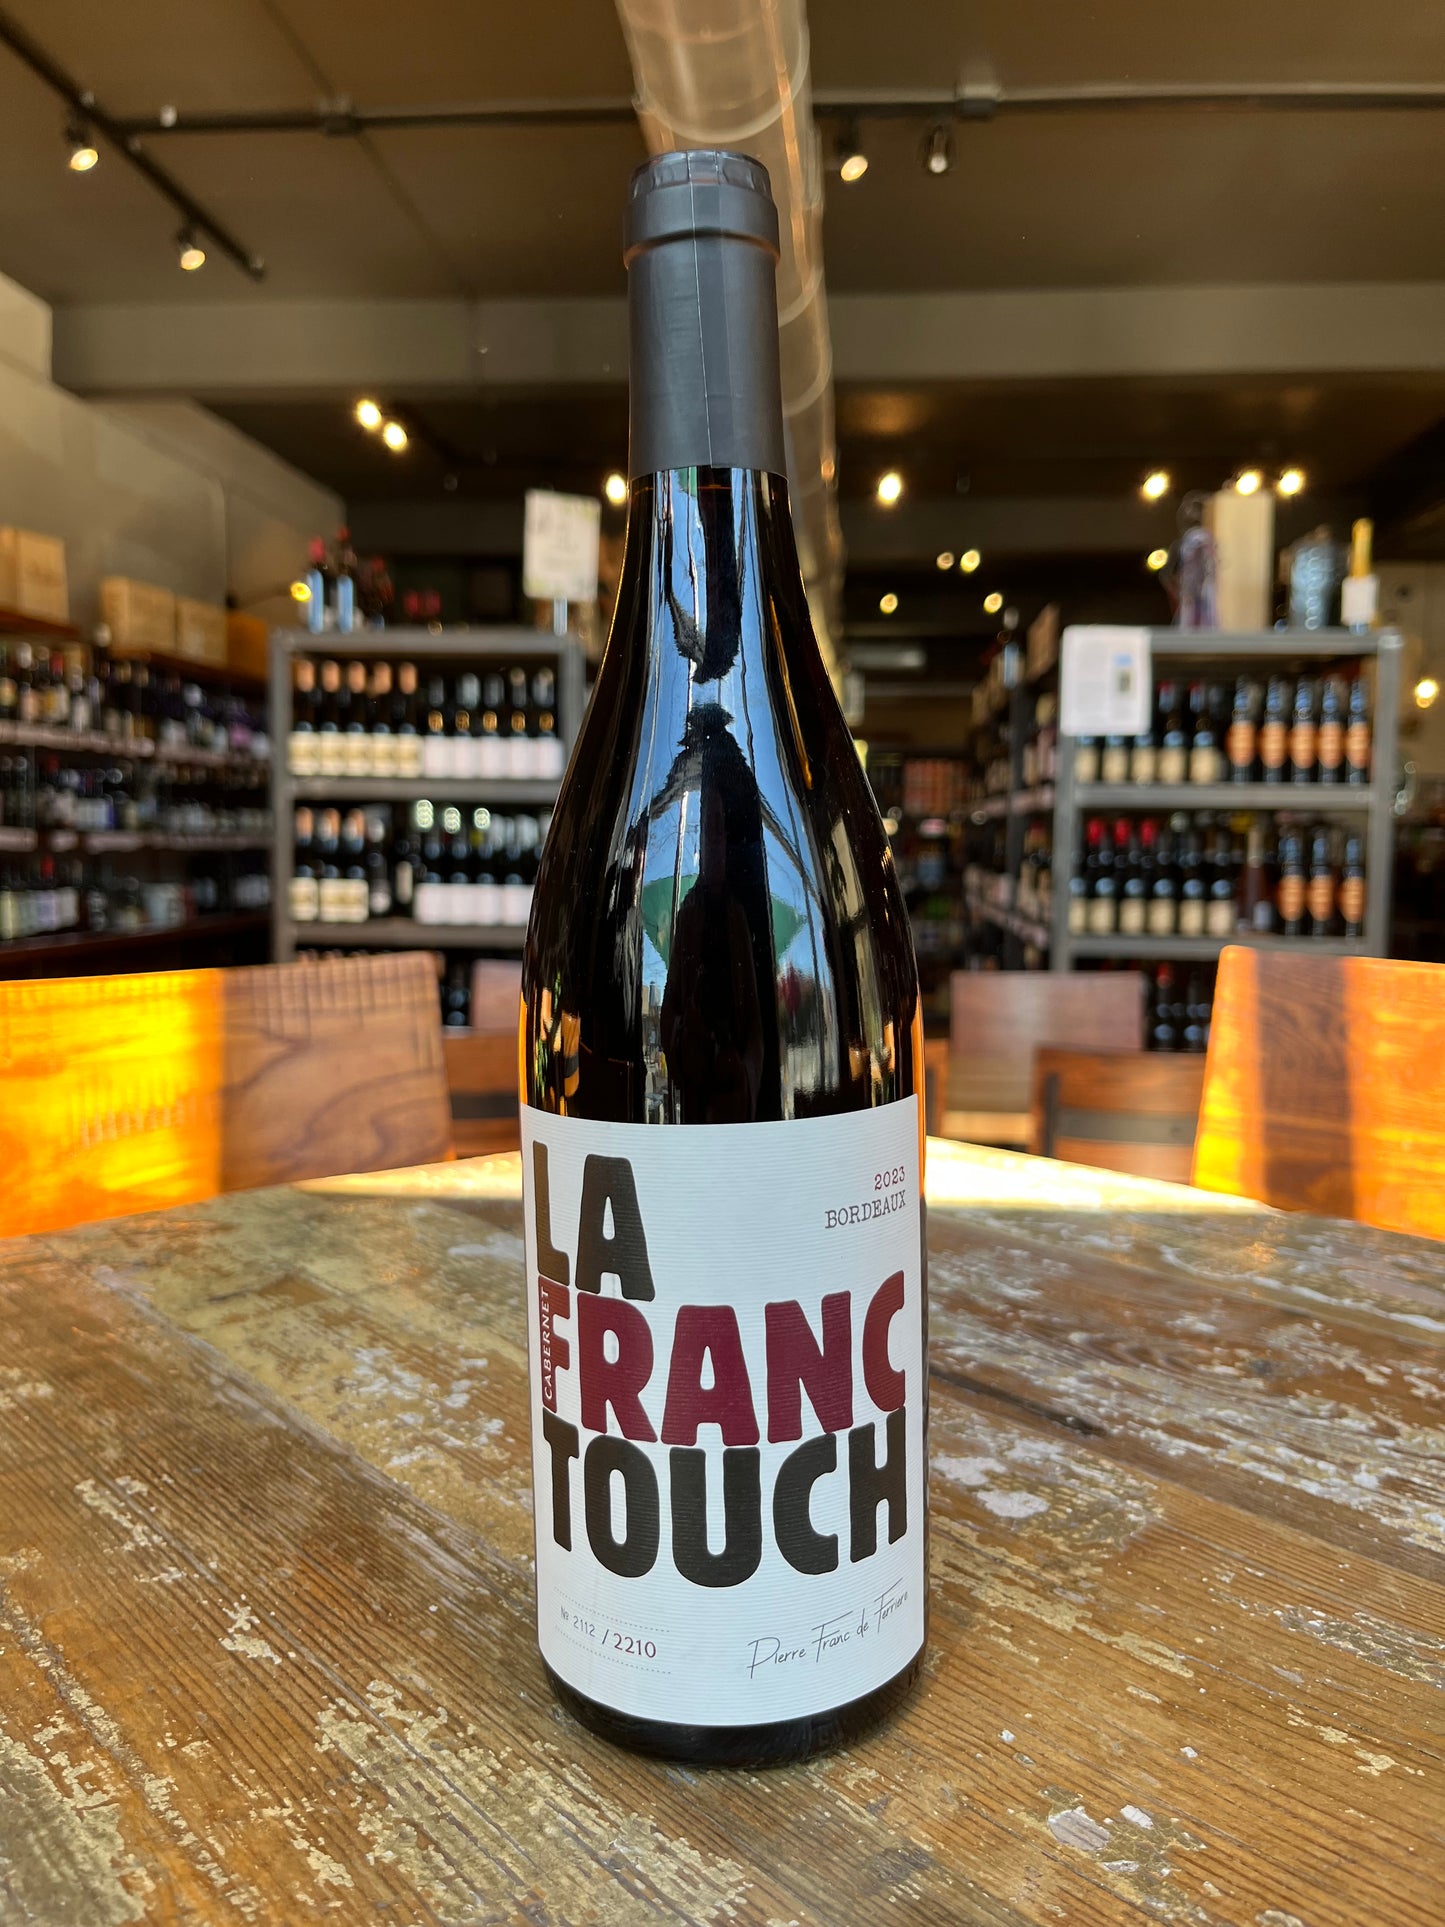 LA
2023
BORDEAUX
CABERNET
FRANC
TOUCH
№ 2112 / 2210
Pierre Franc de Ferrière